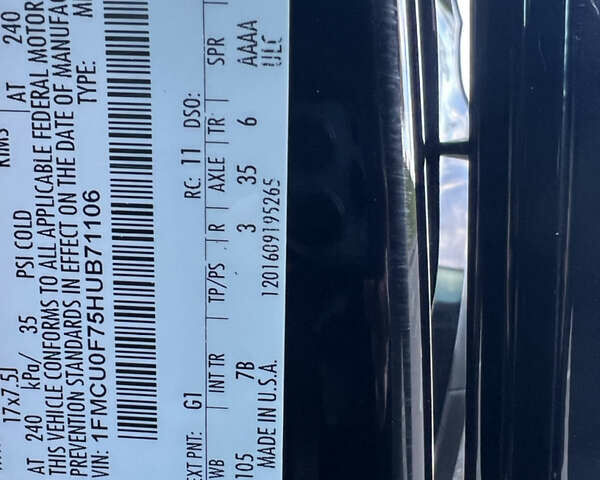 17x7.5J RIMS
AT 240 kPa/ 35 PSI COLD AT 240
THIS VEHICLE CONFORMS TO ALL APPLICABLE FEDERAL MOTOR
PREVENTION STANDARDS IN EFFECT ON THE DATE OF MANUFAC
VIN: 1FMCU0F75HUB71106 TYPE:
EXT PNT: G1 RC: 11 DSO:
WB INT TR TP/PS R AXLE TR SPR
105 7B 3 35 6 AAAA
MADE IN U.S.A. 1201609195265